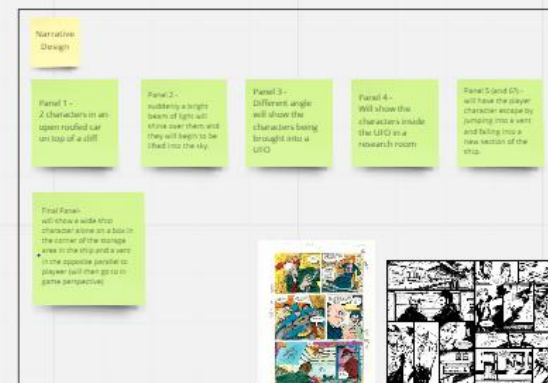 Narrative
Design
Panel 1 -
2 characters in an
open roofed car
on top of a cliff
Panel 2 -
suddenly a bright
beam of light will
shine over them and
they will begin to be
lifted into the sky.
Panel 3 -
Different angle
will show the
characters being
brought into a
UFO
Panel 4 -
Will show the
characters inside
the UFO in a
research room
Panel 5 (and 6?) -
will have the player
character escape by
jumping into a vent
and falling into a
new section of the
ship.
Final Panel-
will show a wide shop
character alone on a box in
the corner of the storage
area in the ship and a vent
in the opposite parallel to
player (will then go to in
game perspective)